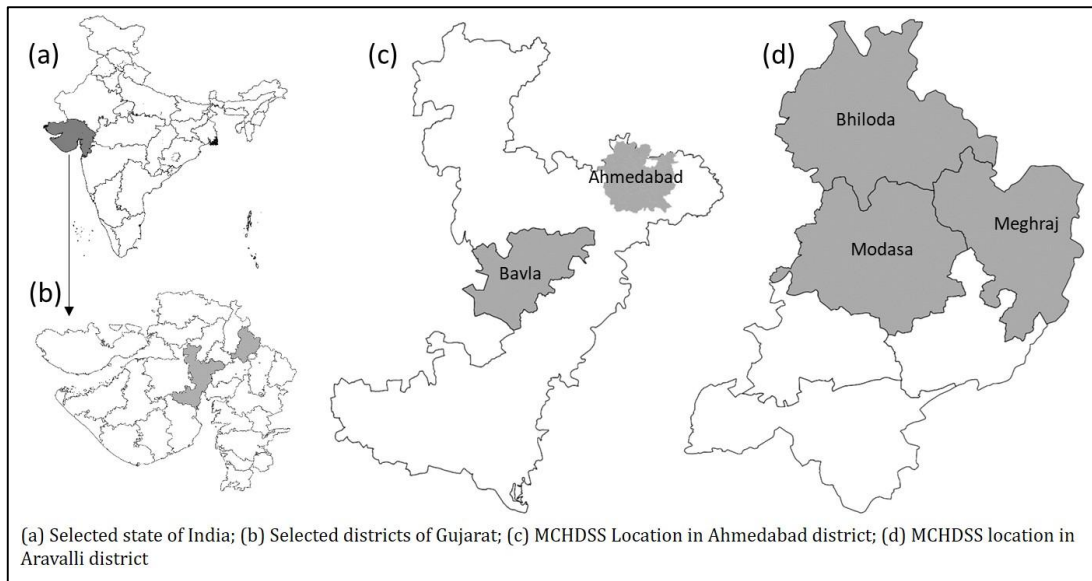 (a)
(b)
(c)
Ahmedabad
Bavla
(d)
Bhiloda
Meghraj
Modasa
(a) Selected state of India; (b) Selected districts of Gujarat; (c) MCHDSS Location in Ahmedabad district; (d) MCHDSS location in
Aravalli district